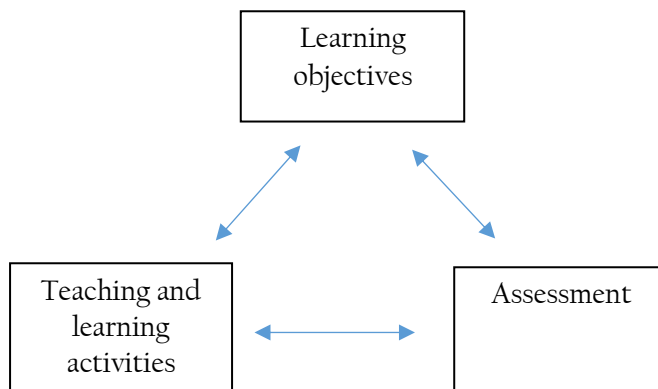 Learning
objectives
Teaching and
learning
activities
Assessment